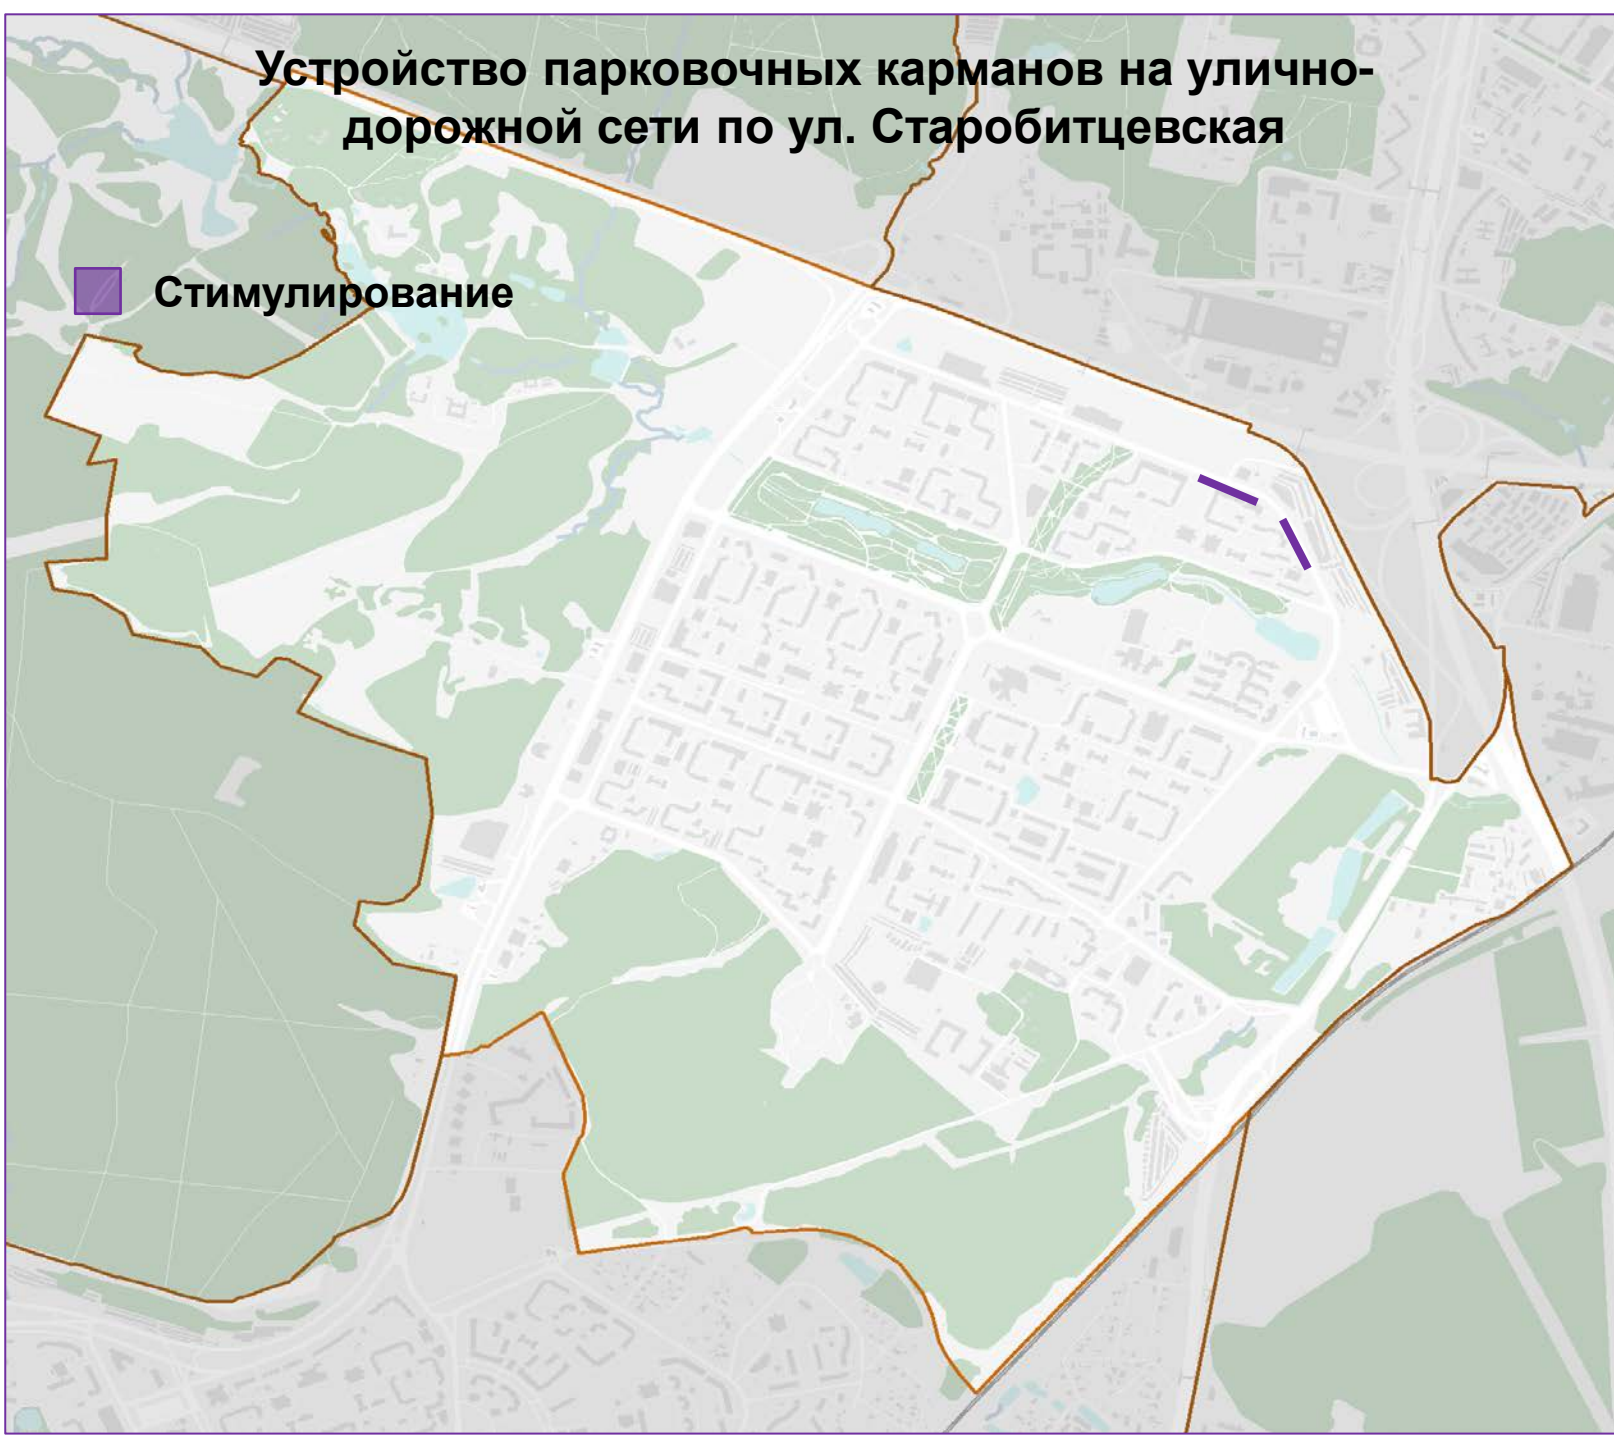 Устройство парковочных карманов на улично-
дорожной сети по ул. Старобитцевская
Стимулирование